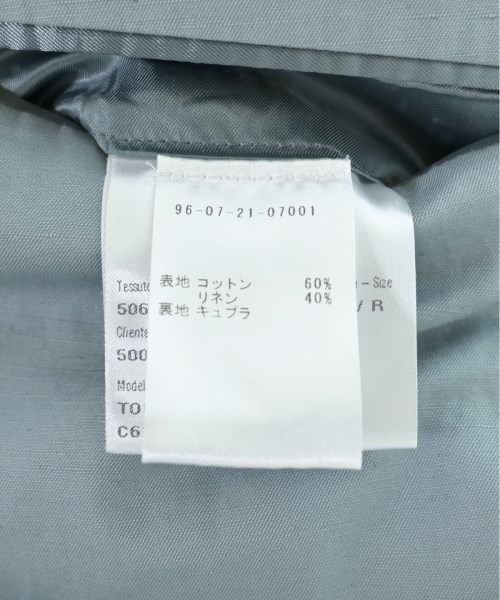 96-07-21-07001
表地 コットン 60%
リネン 40%
裏地 キュプラ
Tessuto
506
Cliente
500
Model
TO
C6
- Size
/ R